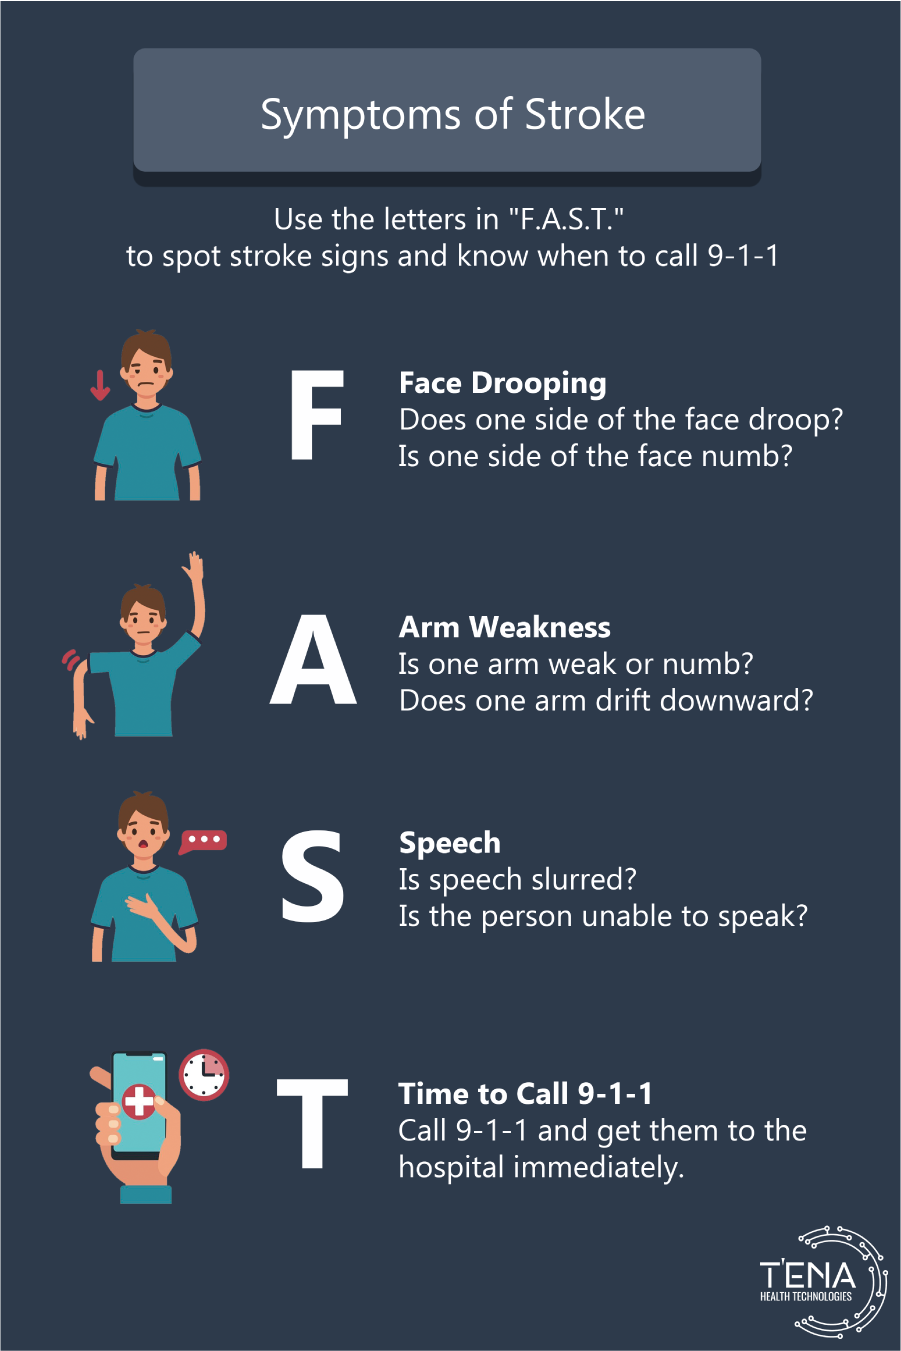 Symptoms of Stroke
Use the letters in "F.A.S.T."
to spot stroke signs and know when to call 9-1-1
F
Face Drooping
Does one side of the face droop?
Is one side of the face numb?
A
Arm Weakness
Is one arm weak or numb?
Does one arm drift downward?
S
Speech
Is speech slurred?
Is the person unable to speak?
T
Time to Call 9-1-1
Call 9-1-1 and get them to the
hospital immediately.
T'ENA
HEALTH TECHNOLOGIES